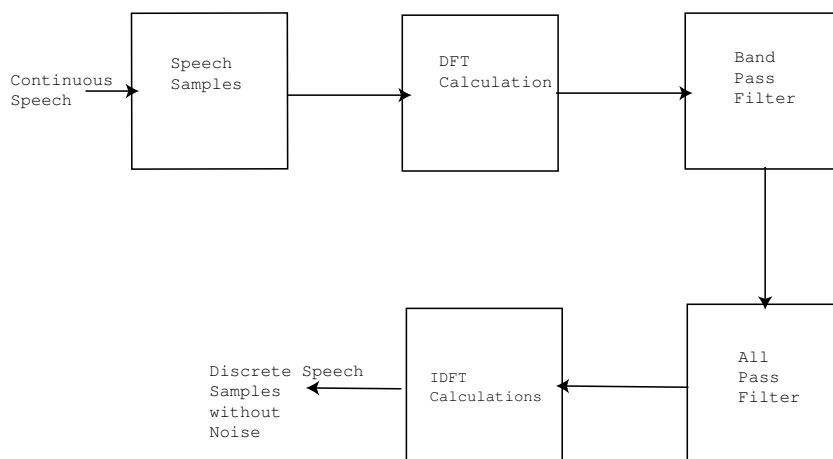 Continuous
Speech
Speech
Samples
DFT
Calculation
Band
Pass
Filter
All
Pass
Filter
IDFT
Calculations
Discrete Speech
Samples
without
Noise